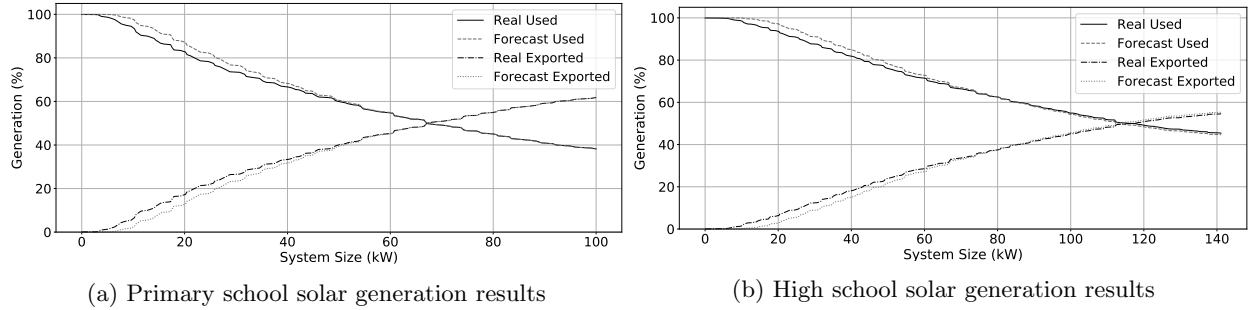 Generation (%)
100
80
60
40
20
0
Real Used
Forecast Used
Real Exported
Forecast Exported
0 20 40 60 80 100
System Size (kW)
(a) Primary school solar generation results
Generation (%)
100
80
60
40
20
0
Real Used
Forecast Used
Real Exported
Forecast Exported
0 20 40 60 80 100 120 140
System Size (kW)
(b) High school solar generation results